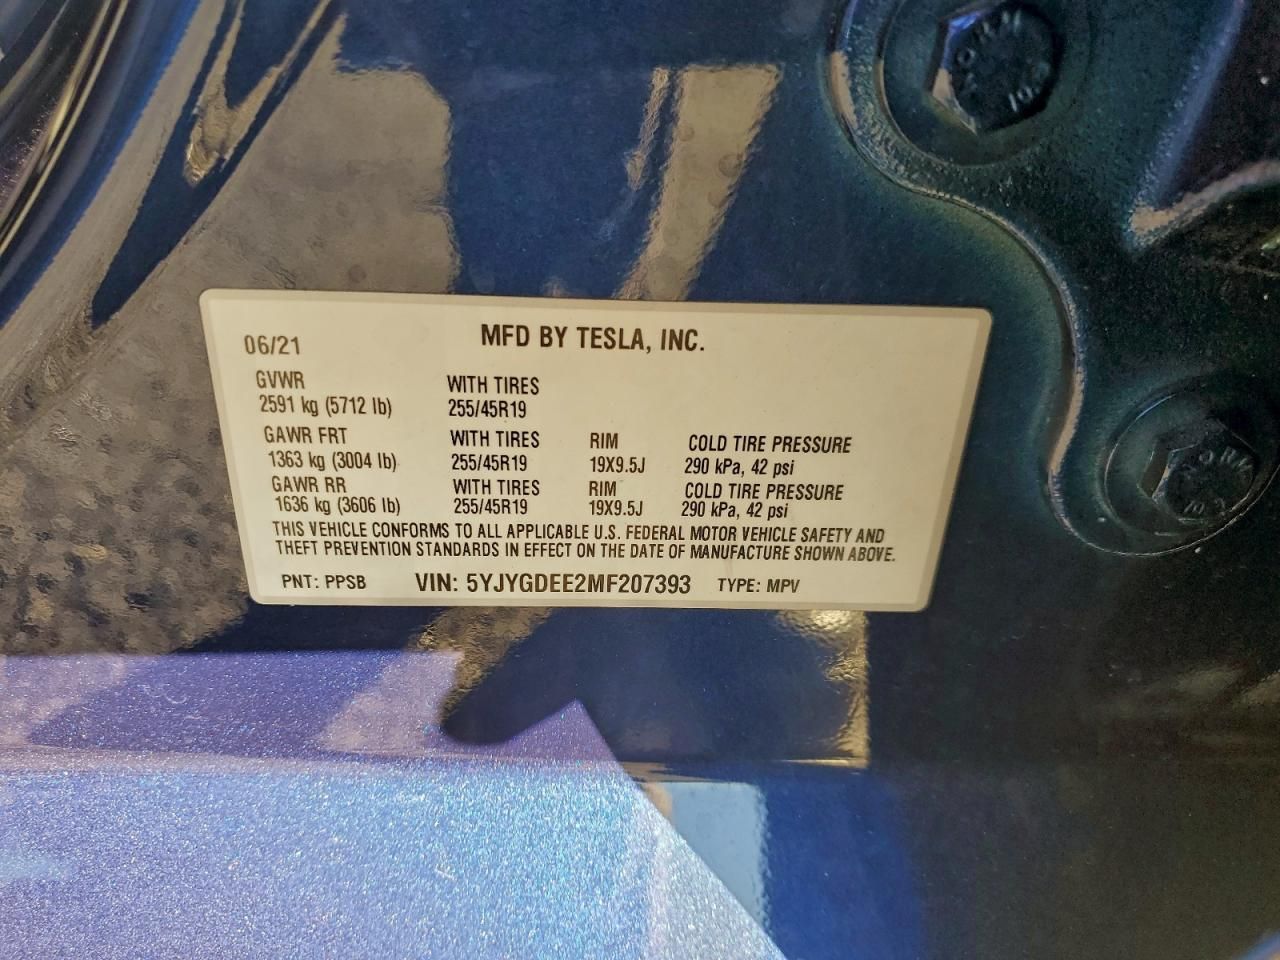 06/21 MFD BY TESLA, INC.
GVWR WITH TIRES
2591 kg (5712 lb) 255/45R19
GAWR FRT WITH TIRES RIM COLD TIRE PRESSURE
1363 kg (3004 lb) 255/45R19 19X9.5J 290 kPa, 42 psi
GAWR RR WITH TIRES RIM COLD TIRE PRESSURE
1636 kg (3606 lb) 255/45R19 19X9.5J 290 kPa, 42 psi
THIS VEHICLE CONFORMS TO ALL APPLICABLE U.S. FEDERAL MOTOR VEHICLE SAFETY AND
THEFT PREVENTION STANDARDS IN EFFECT ON THE DATE OF MANUFACTURE SHOWN ABOVE.
PNT: PPSB VIN: 5YJYGDEE2MF207393 TYPE: MPV